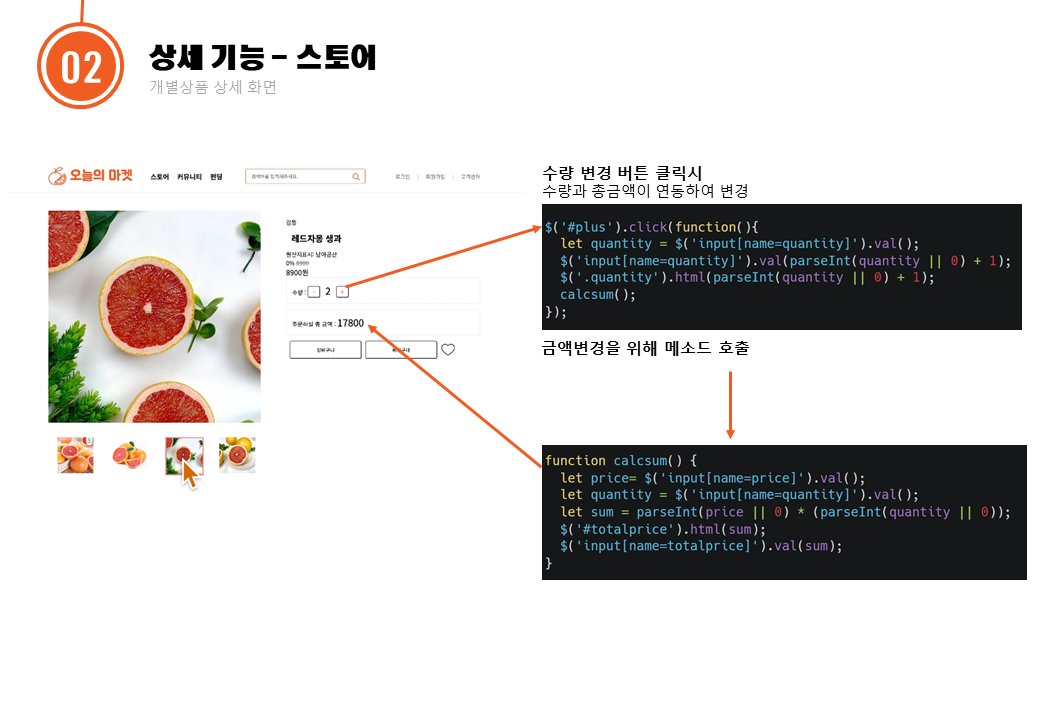 02
상세 기능 – 스토어
개별상품 상세 화면
오늘의 마켓
스토어 커뮤니티 펀딩
검색어를 입력해주세요.
로그인 | 회원가입 | 고객센터
레드자몽 생과
원산지표시: 남아공산
0% 8900
8900원
수량 : - 2 +
주문하실 총 금액 : 17800
장바구니
수량 변경 버튼 클릭시
수량과 총금액이 연동하여 변경
$('#plus').click(function(){
let quantity = $('input[name=quantity]').val();
$('input[name=quantity]').val(parseInt(quantity || 0) + 1);
$('.quantity').html(parseInt(quantity || 0) + 1);
calcsum();
});
금액변경을 위해 메소드 호출
function calcsum() {
let price= $('input[name=price]').val();
let quantity = $('input[name=quantity]').val();
let sum = parseInt(price || 0) * (parseInt(quantity || 0));
$('#totalprice').html(sum);
$('input[name=totalprice]').val(sum);
}